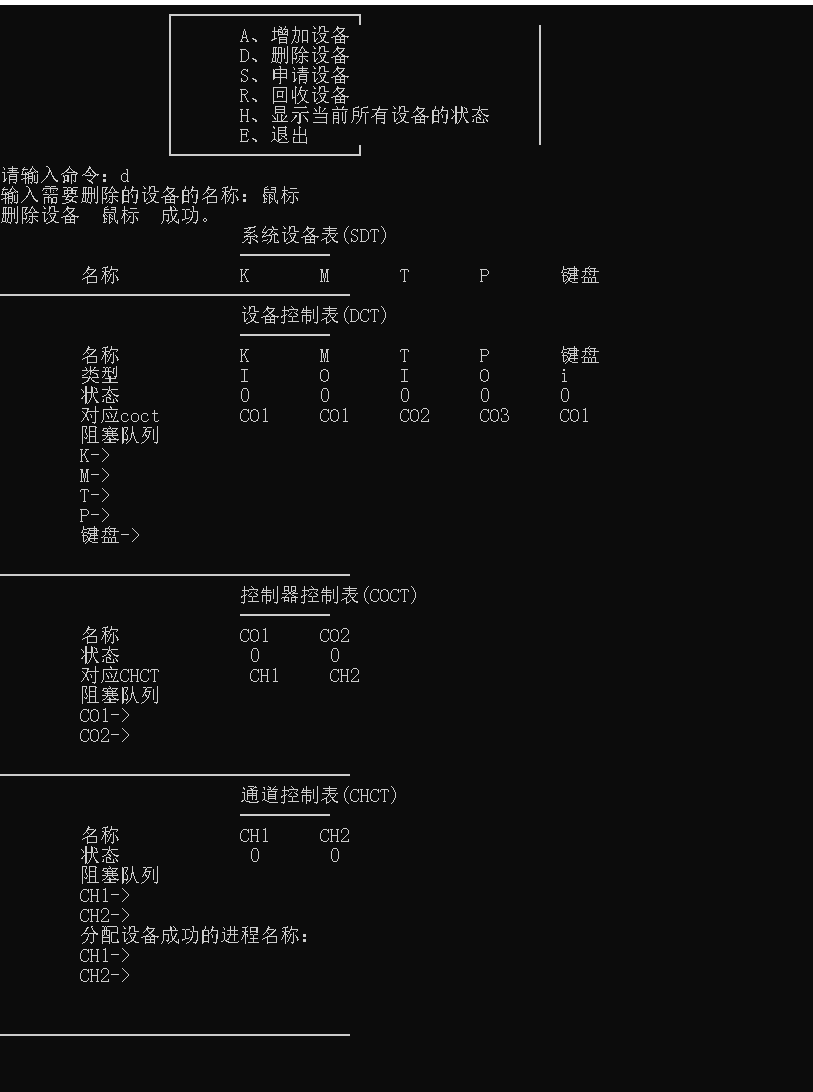 A、增加设备
D、删除设备
S、申请设备
R、回收设备
H、显示当前所有设备的状态
E、退出
请输入命令：d
输入需要删除的设备的名称：鼠标
删除设备 鼠标 成功。
系统设备表(SDT)
名称 K M T P 键盘
设备控制表(DCT)
名称 K M T P 键盘
类型 I O I O i
状态 0 0 0 0 0
对应coct CO1 CO1 CO2 CO3 CO1
阻塞队列
K->
M->
T->
P->
键盘->
控制器控制表(COCT)
名称 CO1 CO2
状态 0 0
对应CHCT CH1 CH2
阻塞队列
CO1->
CO2->
通道控制表(CHCT)
名称 CH1 CH2
状态 0 0
阻塞队列
CH1->
CH2->
分配设备成功的进程名称：
CH1->
CH2->